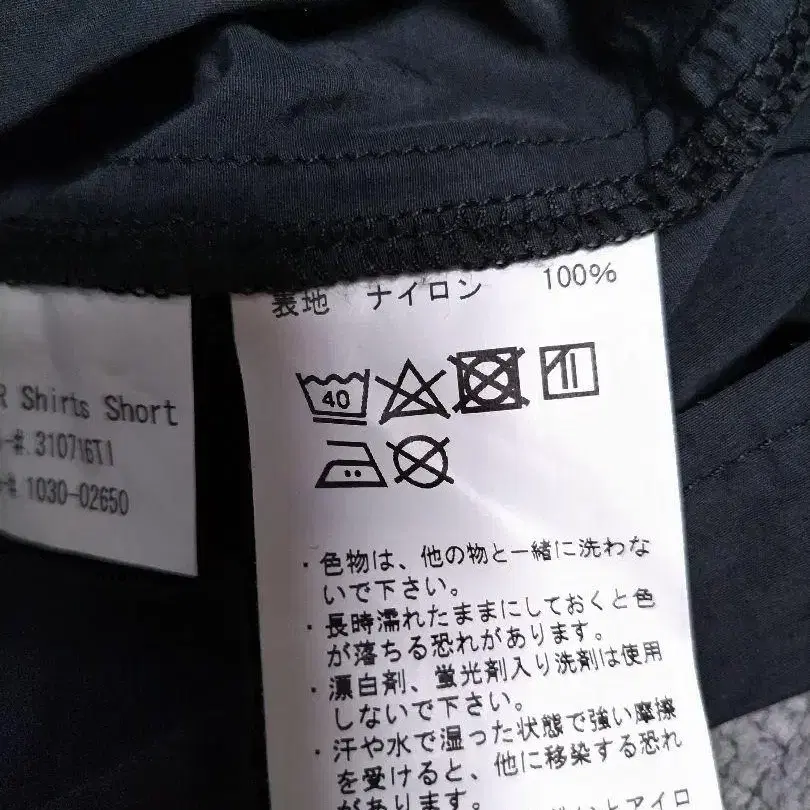 表地 ナイロン 100%
40
R Shirts Short
-#. 310716T1
-# 1030-02650
・色物は、他の物と一緒に洗わな
いで下さい。
・長時濡れたままにしておくと色
が落ちる恐れがあります。
・漂白剤、蛍光剤入り洗剤は使用
しないで下さい。
・汗や水で湿った状態で強い摩擦
を受けると、他に移染する恐れ
があります。
とアイロ